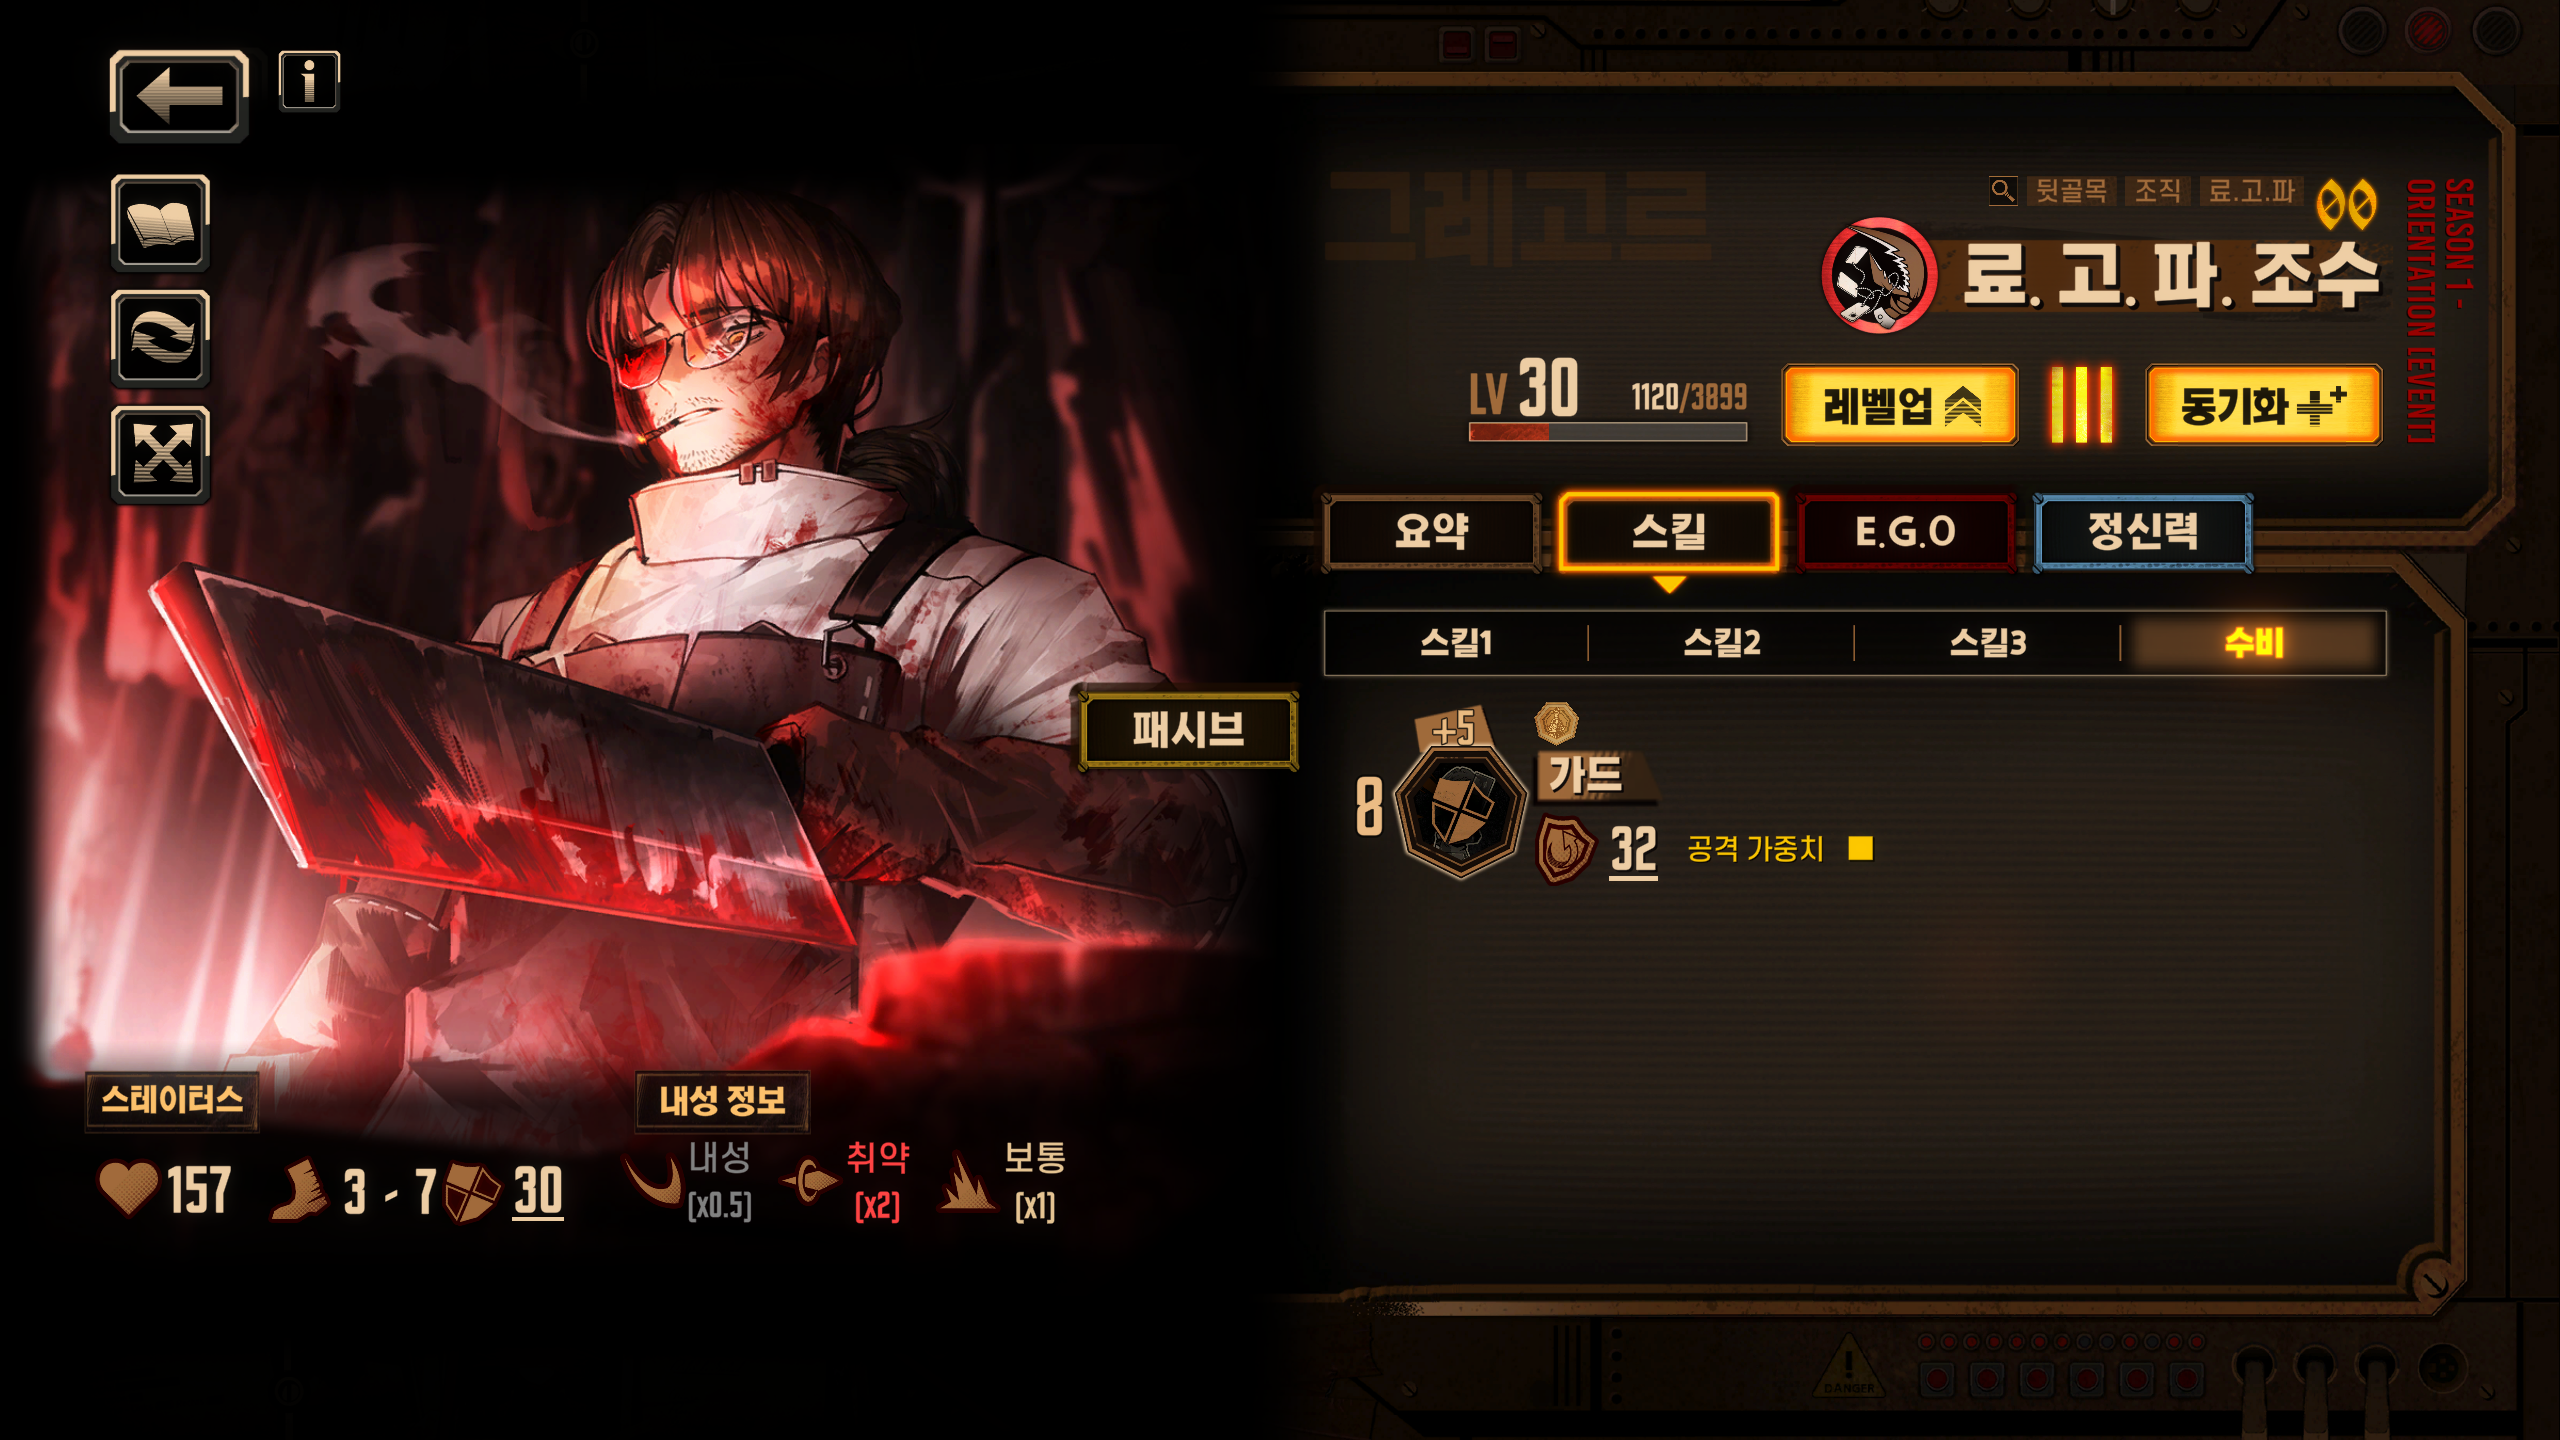 그레고르
뒷골목 조직 료.고.파
료.고.파.조수
SEASON 1 -
ORIENTATION [EVENT]
LV 30 1120/3899
레벨업
동기화
요약 스킬 E.G.O 정신력
스킬1 스킬2 스킬3 수비
패시브
+5
8
가드
32 공격 가중치
스테이터스
157 3 - 7 30
내성 정보
내성 취약 보통
[x0.5] [x2] [x1]
DANGER